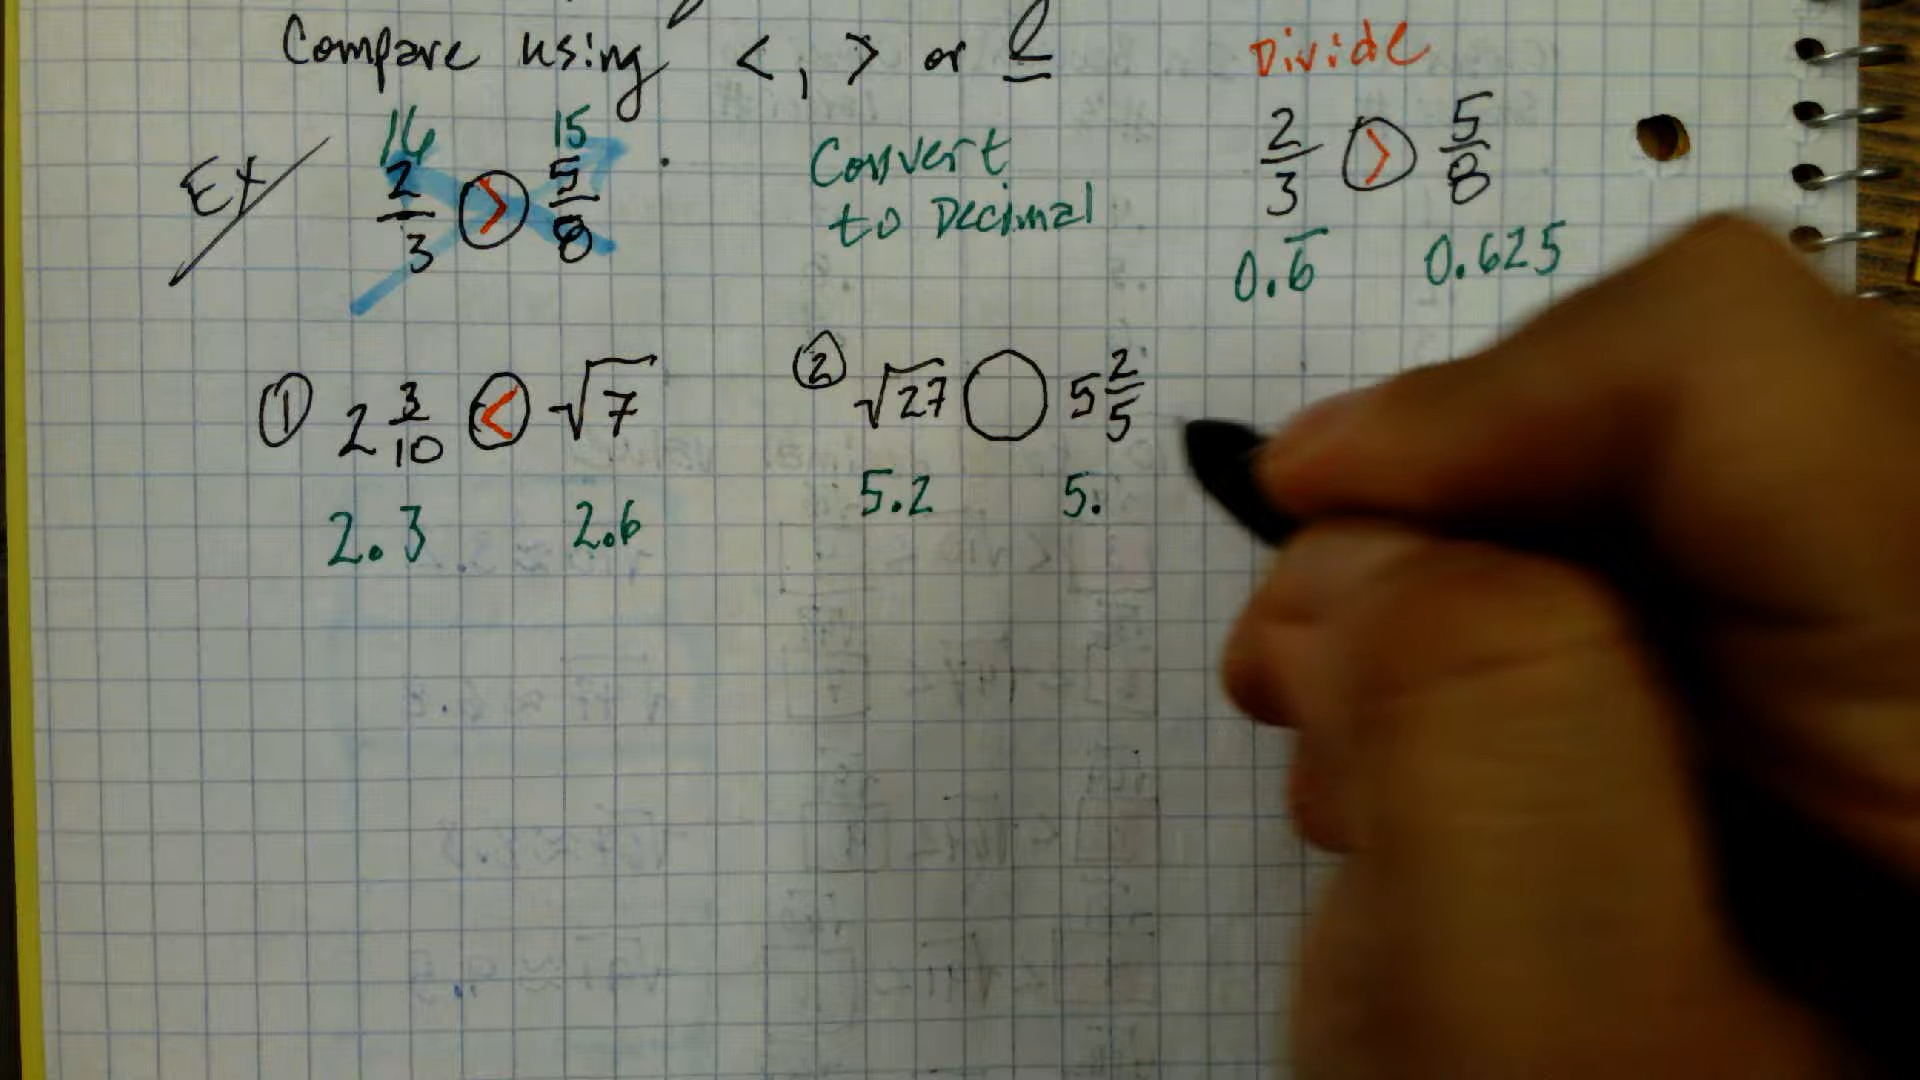 Compare using < , > or =
Divide
Ex
16 15
2/3 > 5/8
Convert
to Decimal
2/3 > 5/8
0.6̅ 0.625
① 2 3/10 < √7
2.3 2.6
② √27 ○ 5 2/5
5.2 5.